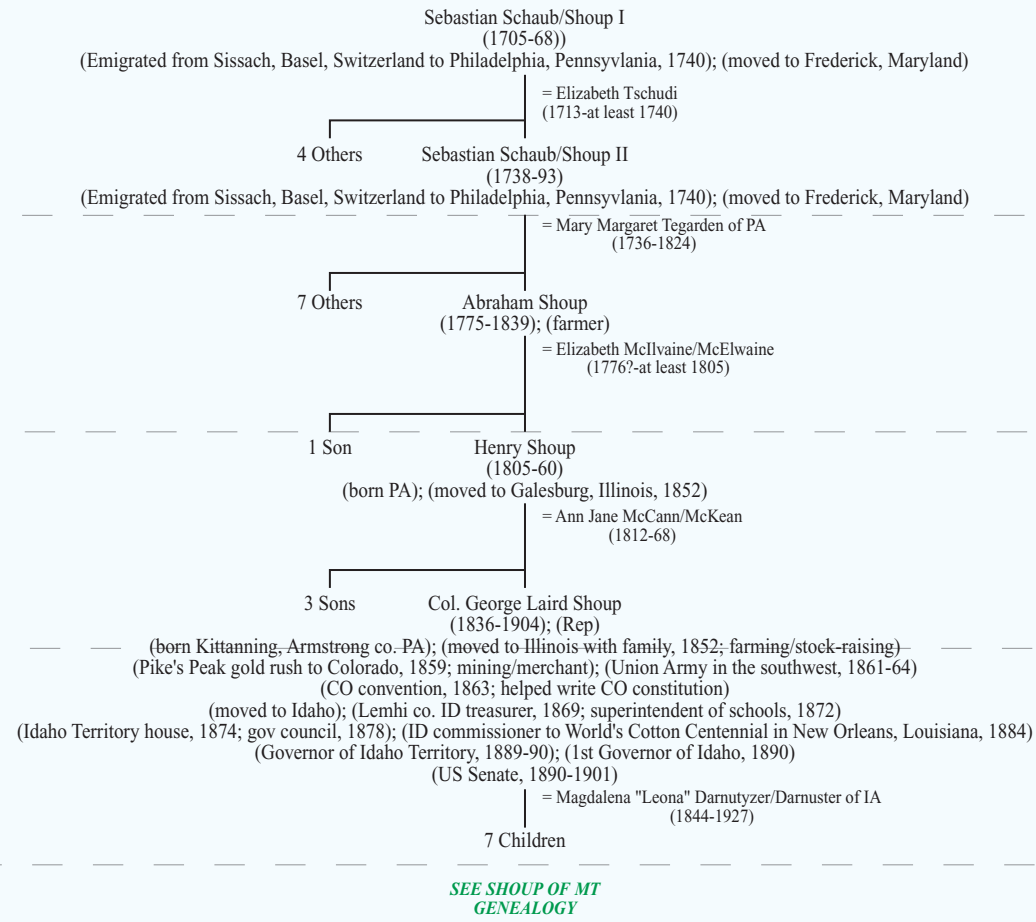 Sebastian Schaub/Shoup I
(1705-68))
(Emigrated from Sissach, Basel, Switzerland to Philadelphia, Pennsyvlania, 1740); (moved to Frederick, Maryland)
= Elizabeth Tschudi
(1713-at least 1740)
4 Others
Sebastian Schaub/Shoup II
(1738-93)
(Emigrated from Sissach, Basel, Switzerland to Philadelphia, Pennsyvlania, 1740); (moved to Frederick, Maryland)
= Mary Margaret Tegarden of PA
(1736-1824)
7 Others
Abraham Shoup
(1775-1839); (farmer)
= Elizabeth McIlvaine/McElwaine
(1776?-at least 1805)
1 Son
Henry Shoup
(1805-60)
(born PA); (moved to Galesburg, Illinois, 1852)
= Ann Jane McCann/McKean
(1812-68)
3 Sons
Col. George Laird Shoup
(1836-1904); (Rep)
(born Kittanning, Armstrong co. PA); (moved to Illinois with family, 1852; farming/stock-raising)
(Pike's Peak gold rush to Colorado, 1859; mining/merchant); (Union Army in the southwest, 1861-64)
(CO convention, 1863; helped write CO constitution)
(moved to Idaho); (Lemhi co. ID treasurer, 1869; superintendent of schools, 1872)
(Idaho Territory house, 1874; gov council, 1878); (ID commissioner to World's Cotton Centennial in New Orleans, Louisiana, 1884)
(Governor of Idaho Territory, 1889-90); (1st Governor of Idaho, 1890)
(US Senate, 1890-1901)
= Magdalena "Leona" Darnutyzer/Darnuster of IA
(1844-1927)
7 Children
SEE SHOUP OF MT
GENEALOGY